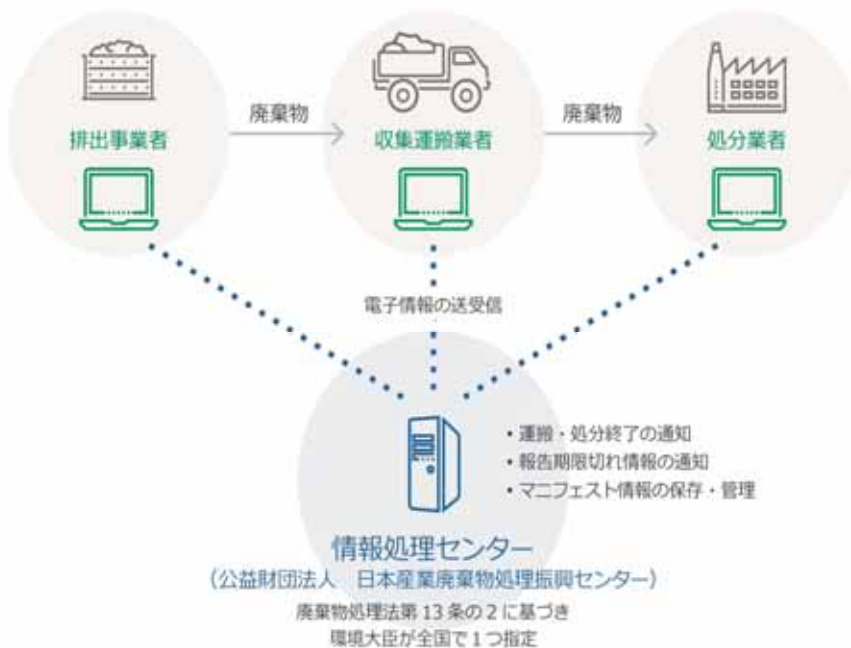 廃棄物
廃棄物
排出事業者
収集運搬業者
処分業者
電子情報の送受信
・運搬・処分終了の通知
・報告期限切れ情報の通知
・マニフェスト情報の保存・管理
情報処理センター
（公益財団法人　日本産業廃棄物処理振興センター）
廃棄物処理法第 13 条の 2 に基づき
環境大臣が全国で 1 つ指定